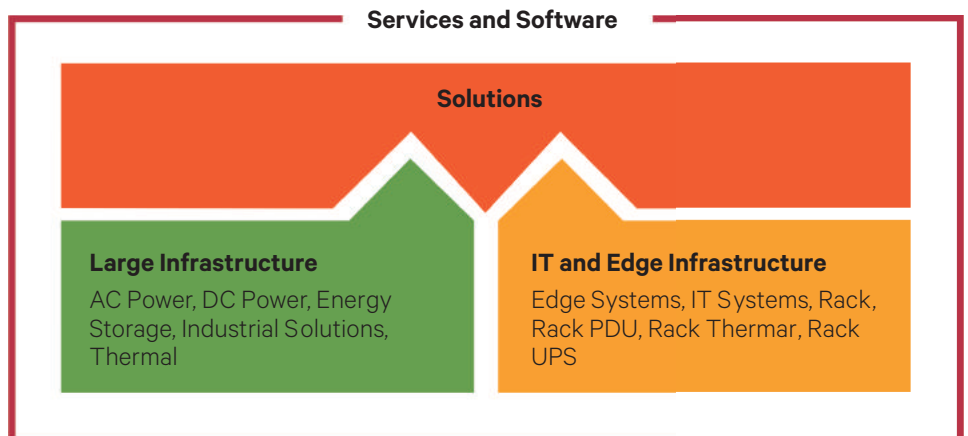 Services and Software
Solutions
Large Infrastructure
AC Power, DC Power, Energy
Storage, Industrial Solutions,
Thermal
IT and Edge Infrastructure
Edge Systems, IT Systems, Rack,
Rack PDU, Rack Thermar, Rack
UPS